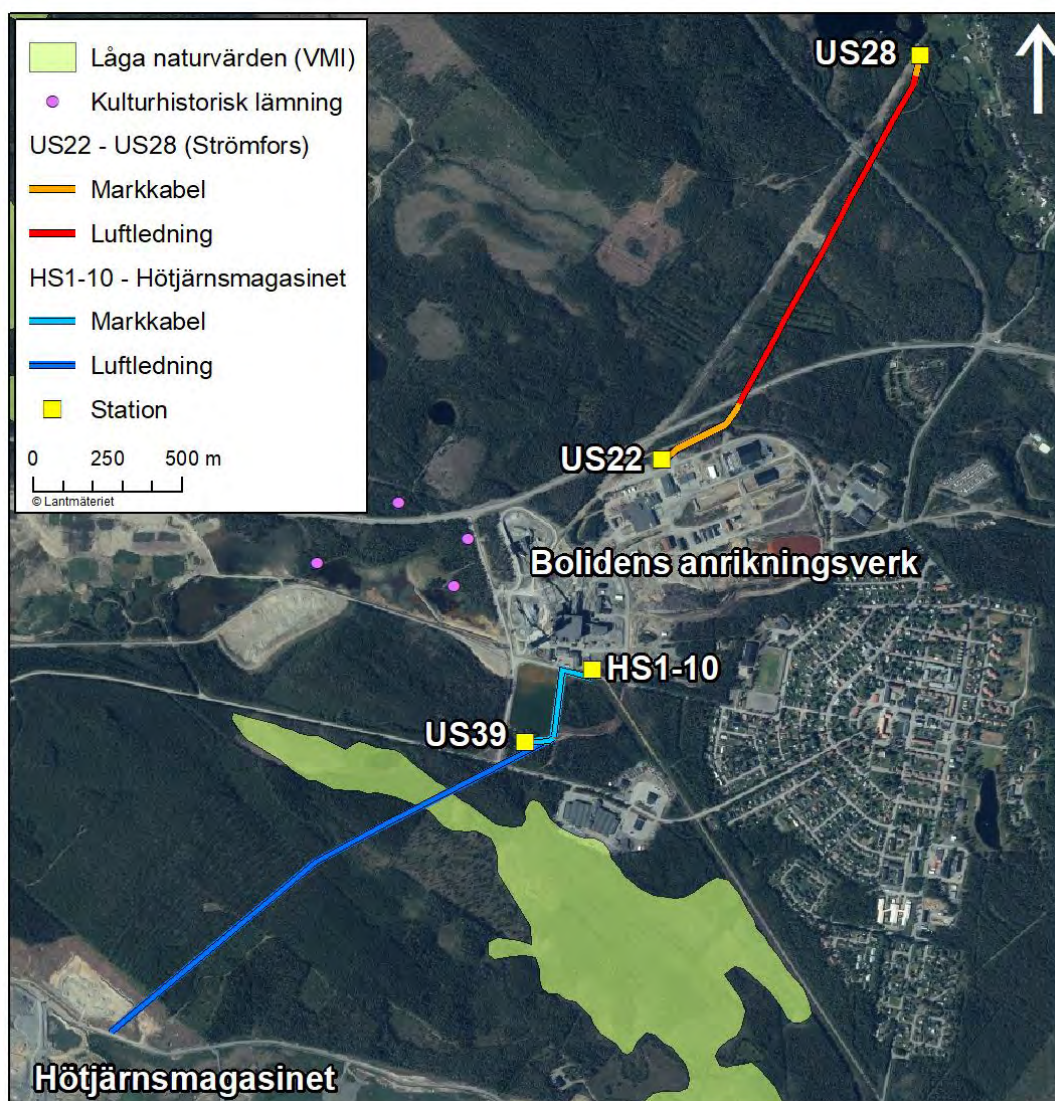 Låga naturvärden (VMI)
Kulturhistorisk lämning
US22 - US28 (Strömfors)
Markkabel
Luftledning
HS1-10 - Hötjärnsmagasinet
Markkabel
Luftledning
Station
0 250 500 m
© Lantmäteriet
US28
US22
Bolidens anrikningsverk
HS1-10
US39
Hötjärnsmagasinet